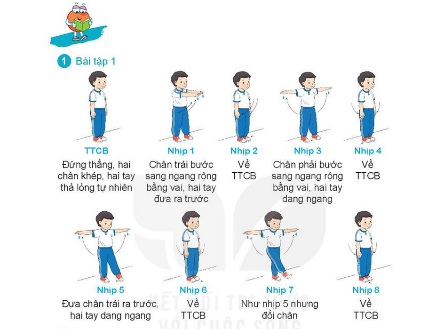 1 Bài tập 1
TTCB
Đứng thẳng, hai
chân khép, hai tay
thả lỏng tự nhiên
Nhịp 1
Chân trái bước
sang ngang rộng
bằng vai, hai tay
đưa ra trước
Nhịp 2
Về
TTCB
Nhịp 3
Chân phải bước
sang ngang rộng
bằng vai, hai tay
dang ngang
Nhịp 4
Về
TTCB
Nhịp 5
Đưa chân trái ra trước,
hai tay dang ngang
Nhịp 6
Về
TTCB
Nhịp 7
Như nhịp 5 nhưng
đổi chân
Nhịp 8
Về
TTCB
VỚI CUỘC SỐNG